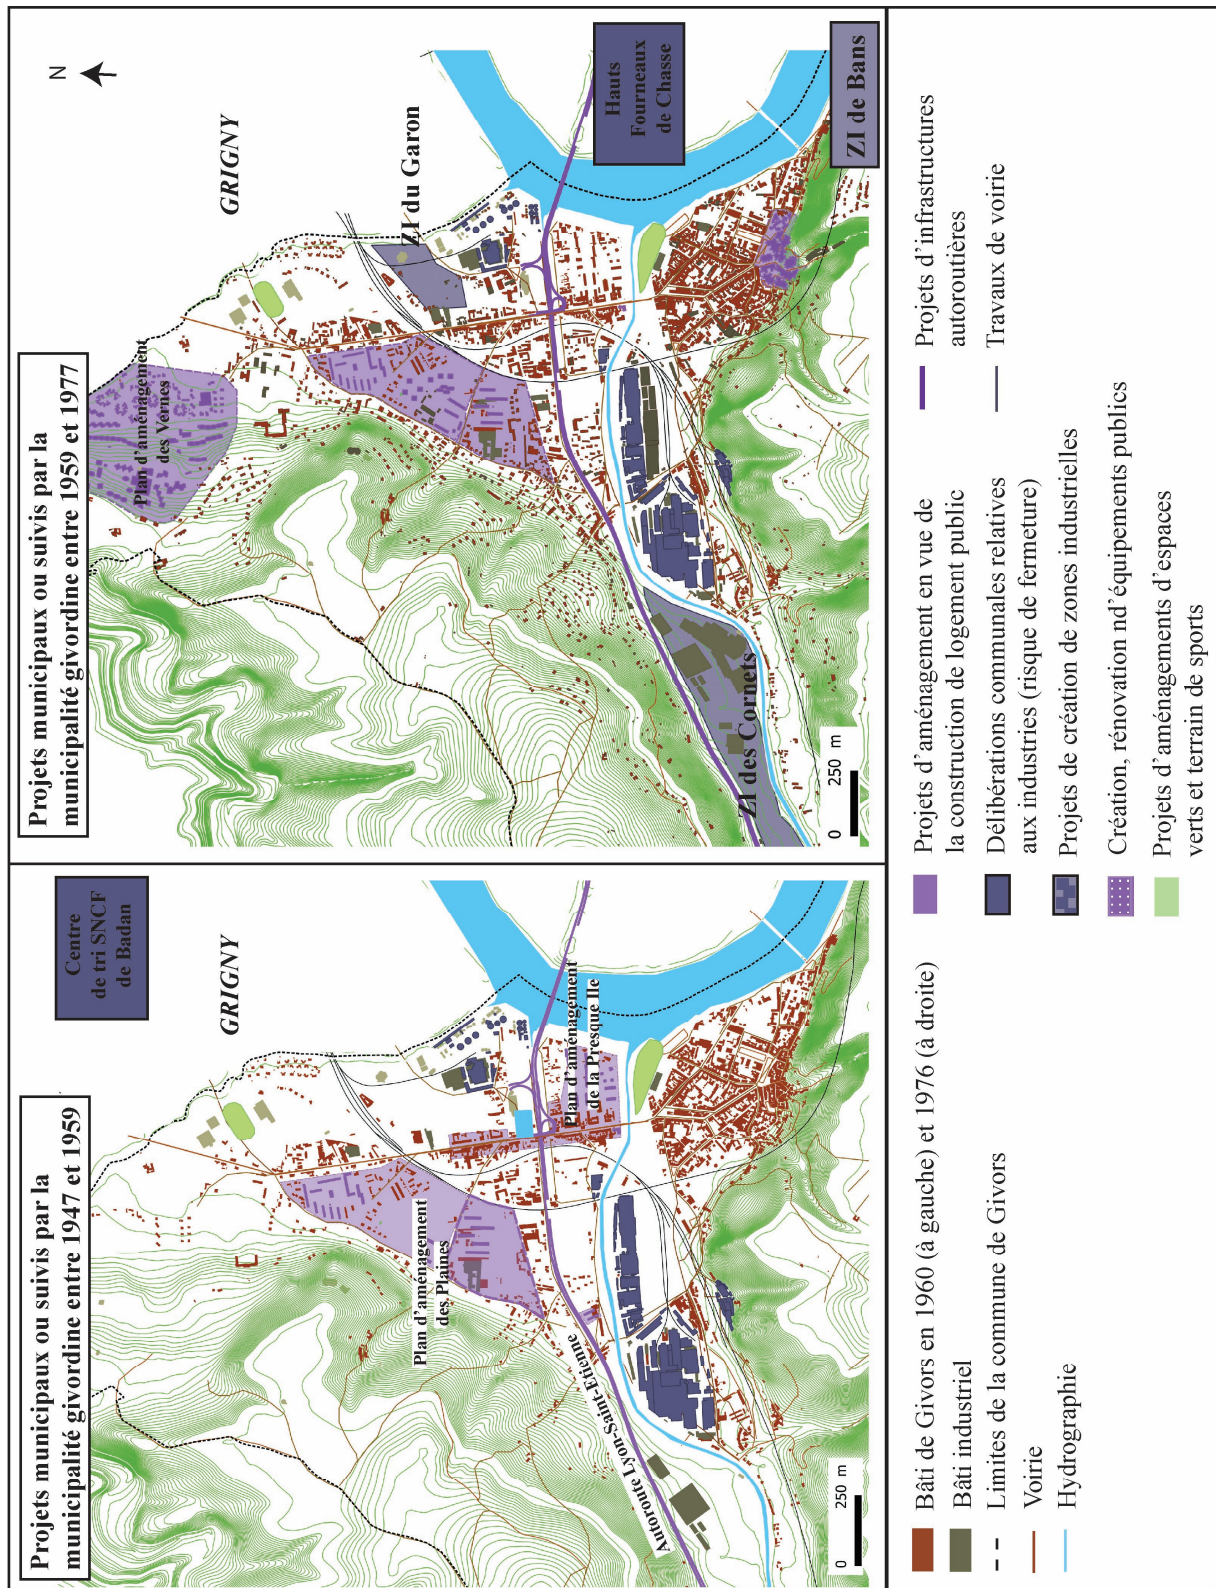 Projets municipaux ou suivis par la
municipalité givordine entre 1947 et 1959
Centre
de tri SNCF
de Badan
GRIGNY
Plan d'aménagement
des Plaines
Plan d'aménagement
de la Presque Ile
Autoroute Lyon-Saint-Etienne
0
250 m
Projets municipaux ou suivis par la
municipalité givordine entre 1959 et 1977
N
GRIGNY
Plan d'aménagement
des Vernes
ZI du Garon
Hauts
Fourneaux
de Chasse
ZI des Cornets
ZI de Bans
0
250 m
Bâti de Givors en 1960 (à gauche) et 1976 (à droite)
Bâti industriel
Limites de la commune de Givors
Voirie
Hydrographie
Projets d'aménagement en vue de
la construction de logement public
Délibérations communales relatives
aux industries (risque de fermeture)
Projets de création de zones industrielles
Création, rénovation nd'équipements publics
Projets d'aménagements d'espaces
verts et terrain de sports
Projets d'infrastructures
autoroutières
Travaux de voirie